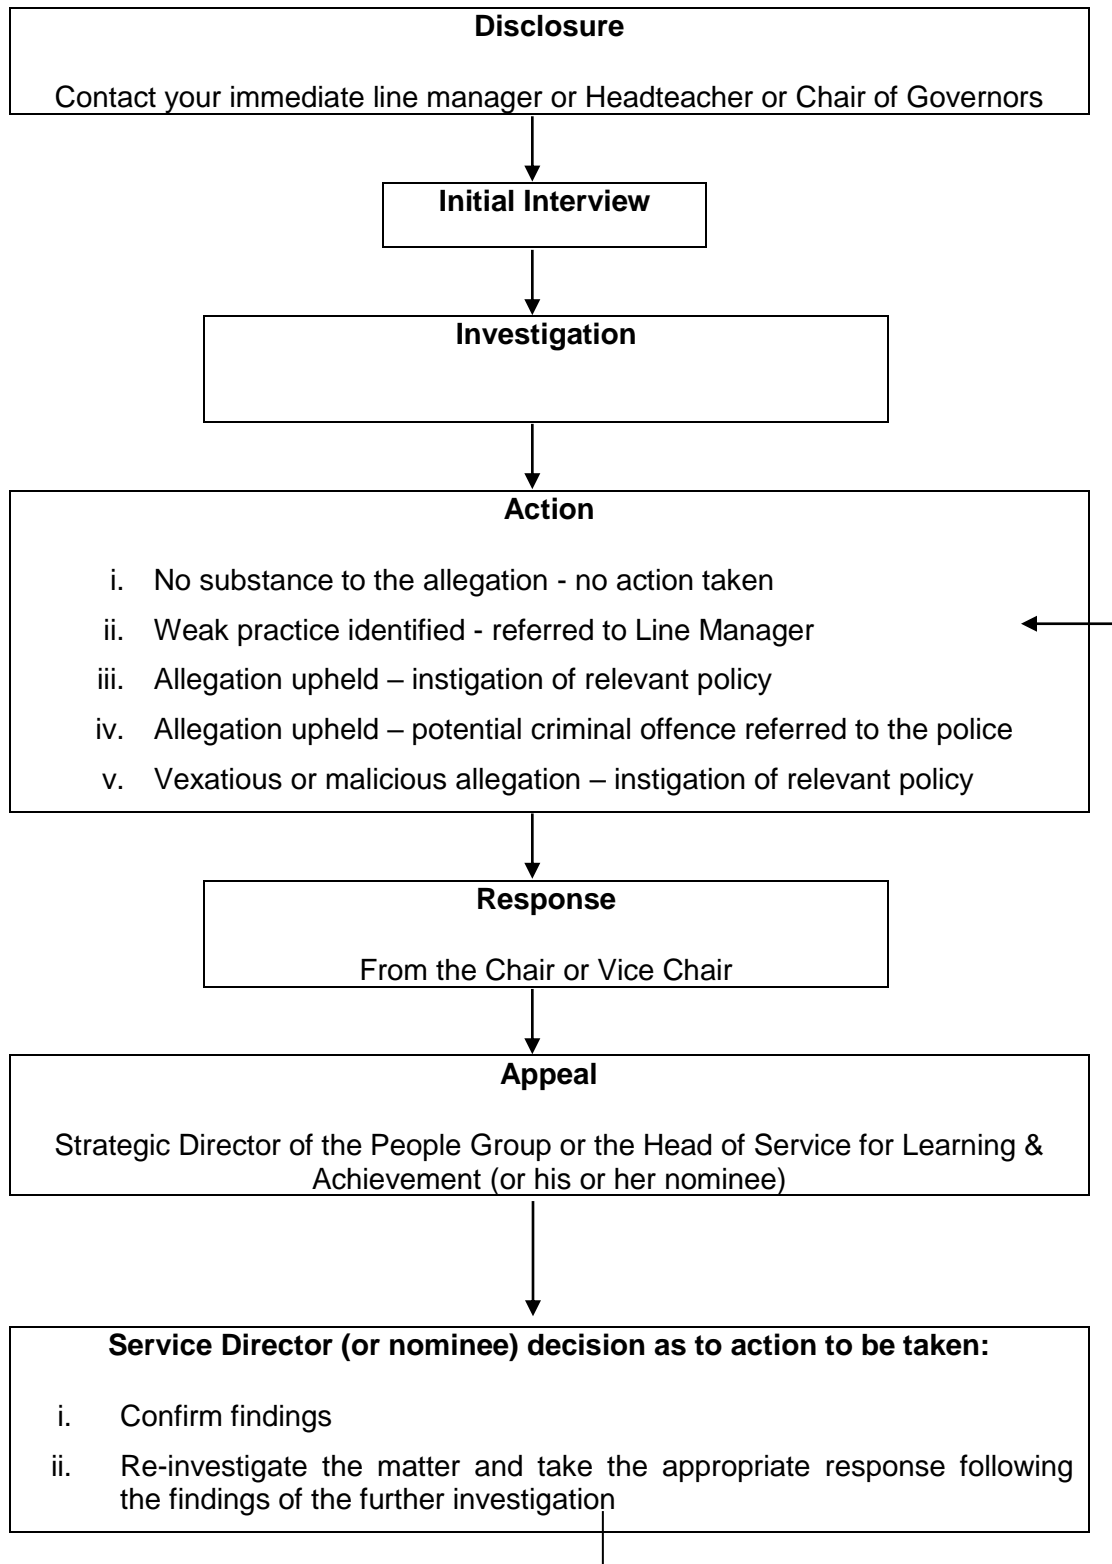 Disclosure
Contact your immediate line manager or Headteacher or Chair of Governors
Initial Interview
Investigation
Action
i. No substance to the allegation - no action taken
ii. Weak practice identified - referred to Line Manager
iii. Allegation upheld – instigation of relevant policy
iv. Allegation upheld – potential criminal offence referred to the police
v. Vexatious or malicious allegation – instigation of relevant policy
Response
From the Chair or Vice Chair
Appeal
Strategic Director of the People Group or the Head of Service for Learning &
Achievement (or his or her nominee)
Service Director (or nominee) decision as to action to be taken:
i. Confirm findings
ii. Re-investigate the matter and take the appropriate response following
the findings of the further investigation